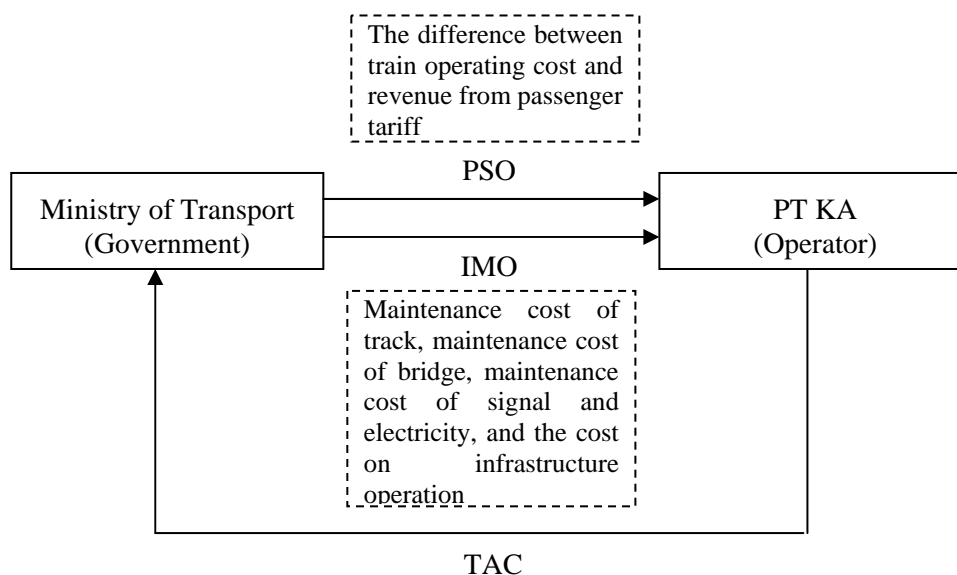 The difference between
train operating cost and
revenue from passenger
tariff
PSO
Ministry of Transport
(Government)
PT KA
(Operator)
IMO
Maintenance cost of
track, maintenance cost
of bridge, maintenance
cost of signal and
electricity, and the cost
on infrastructure
operation
TAC